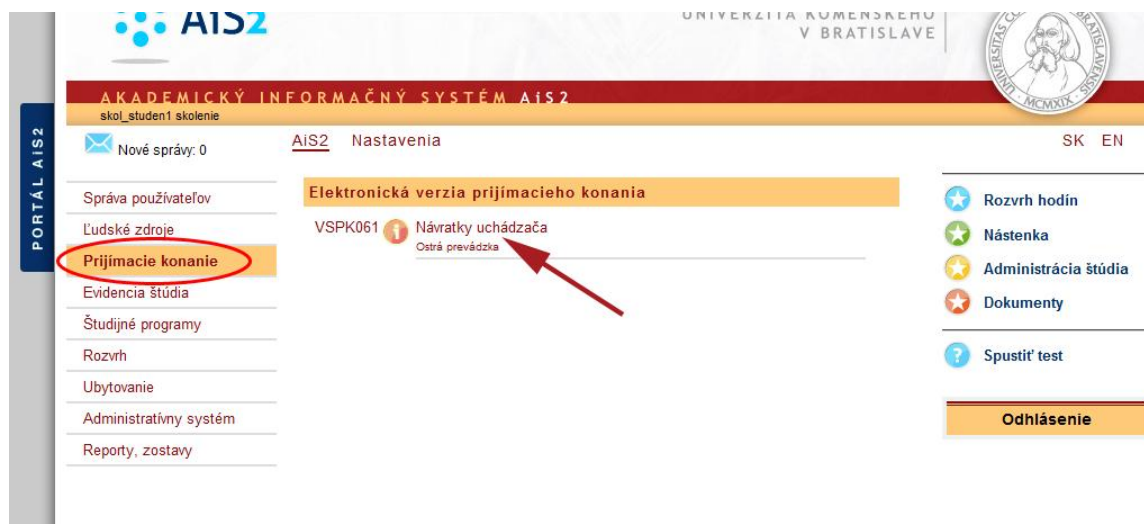 AiS2
UNIVERZITA KOMENSKÉHO
V BRATISLAVE
AKADEMICKÝ INFORMAČNÝ SYSTÉM AiS2
skol_studen1 skolenie
PORTÁL AiS2
Nové správy: 0
AiS2 Nastavenia
SK EN
Správa používateľov
Ľudské zdroje
Prijímacie konanie
Evidencia štúdia
Študijné programy
Rozvrh
Ubytovanie
Administratívny systém
Reporty, zostavy
Elektronická verzia prijímacieho konania
VSPK061 Návratky uchádzača
Ostrá prevádzka
Rozvrh hodín
Nástenka
Administrácia štúdia
Dokumenty
Spustiť test
Odhlásenie
MCMXIX